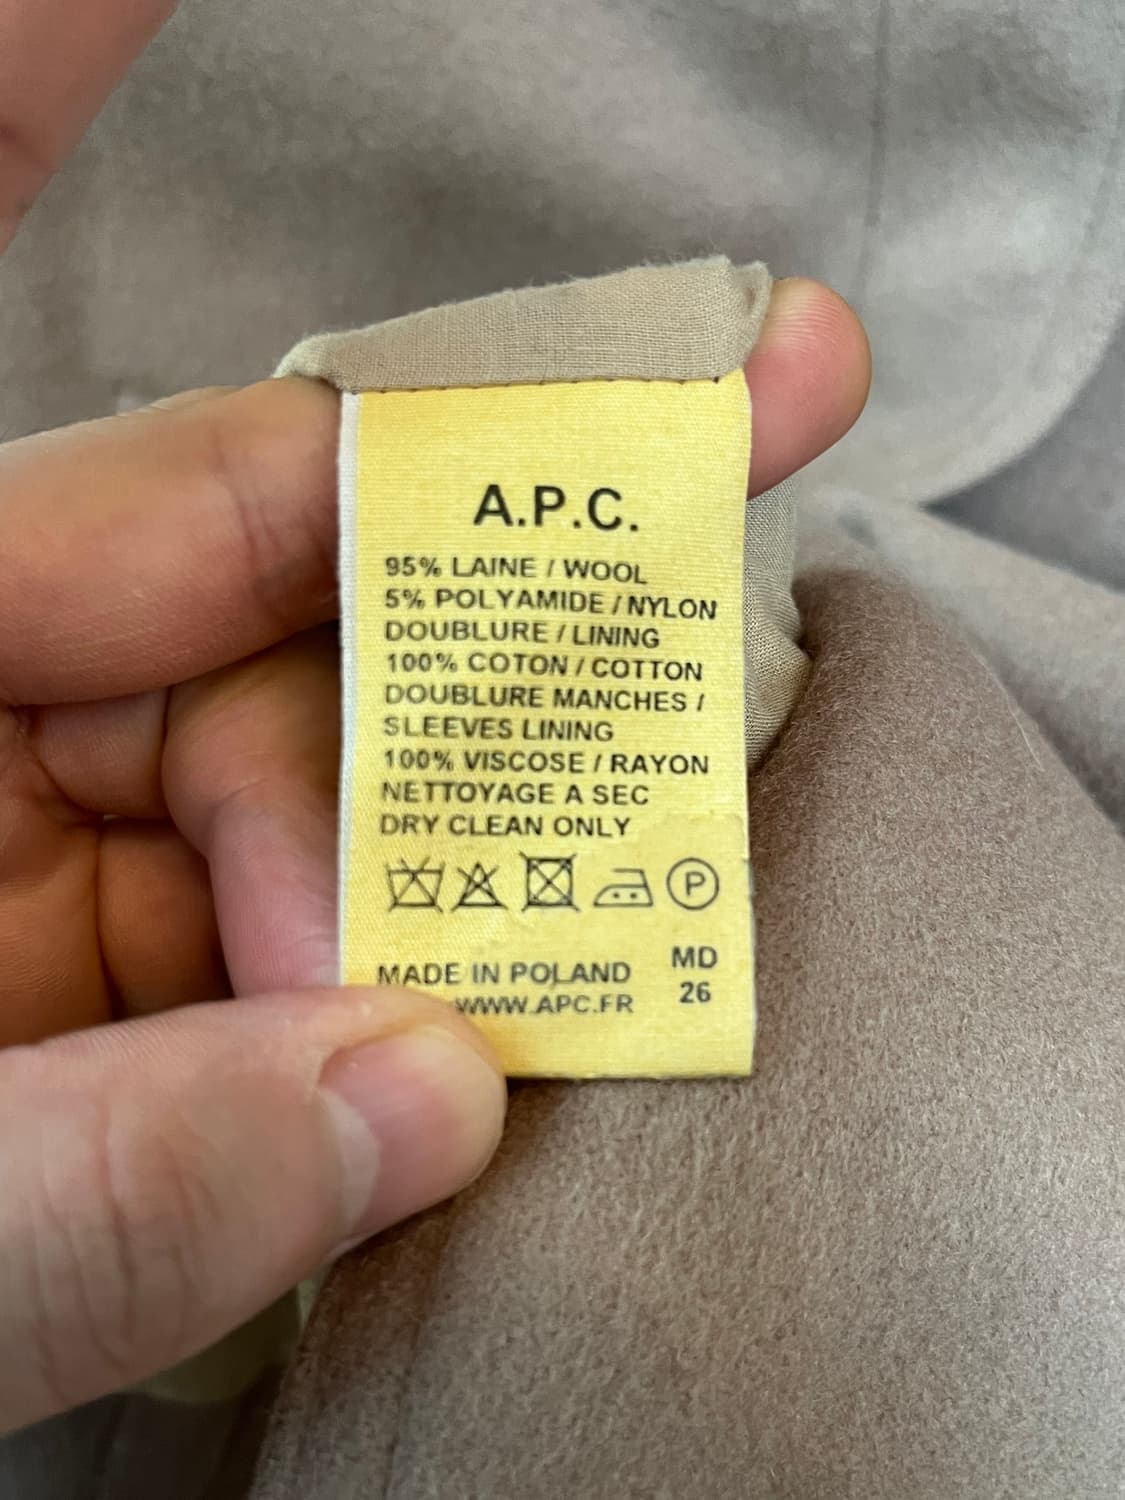 A.P.C.
95% LAINE / WOOL
5% POLYAMIDE / NYLON
DOUBLURE / LINING
100% COTON / COTTON
DOUBLURE MANCHES /
SLEEVES LINING
100% VISCOSE / RAYON
NETTOYAGE A SEC
DRY CLEAN ONLY
P
MADE IN POLAND MD
WWW.APC.FR 26